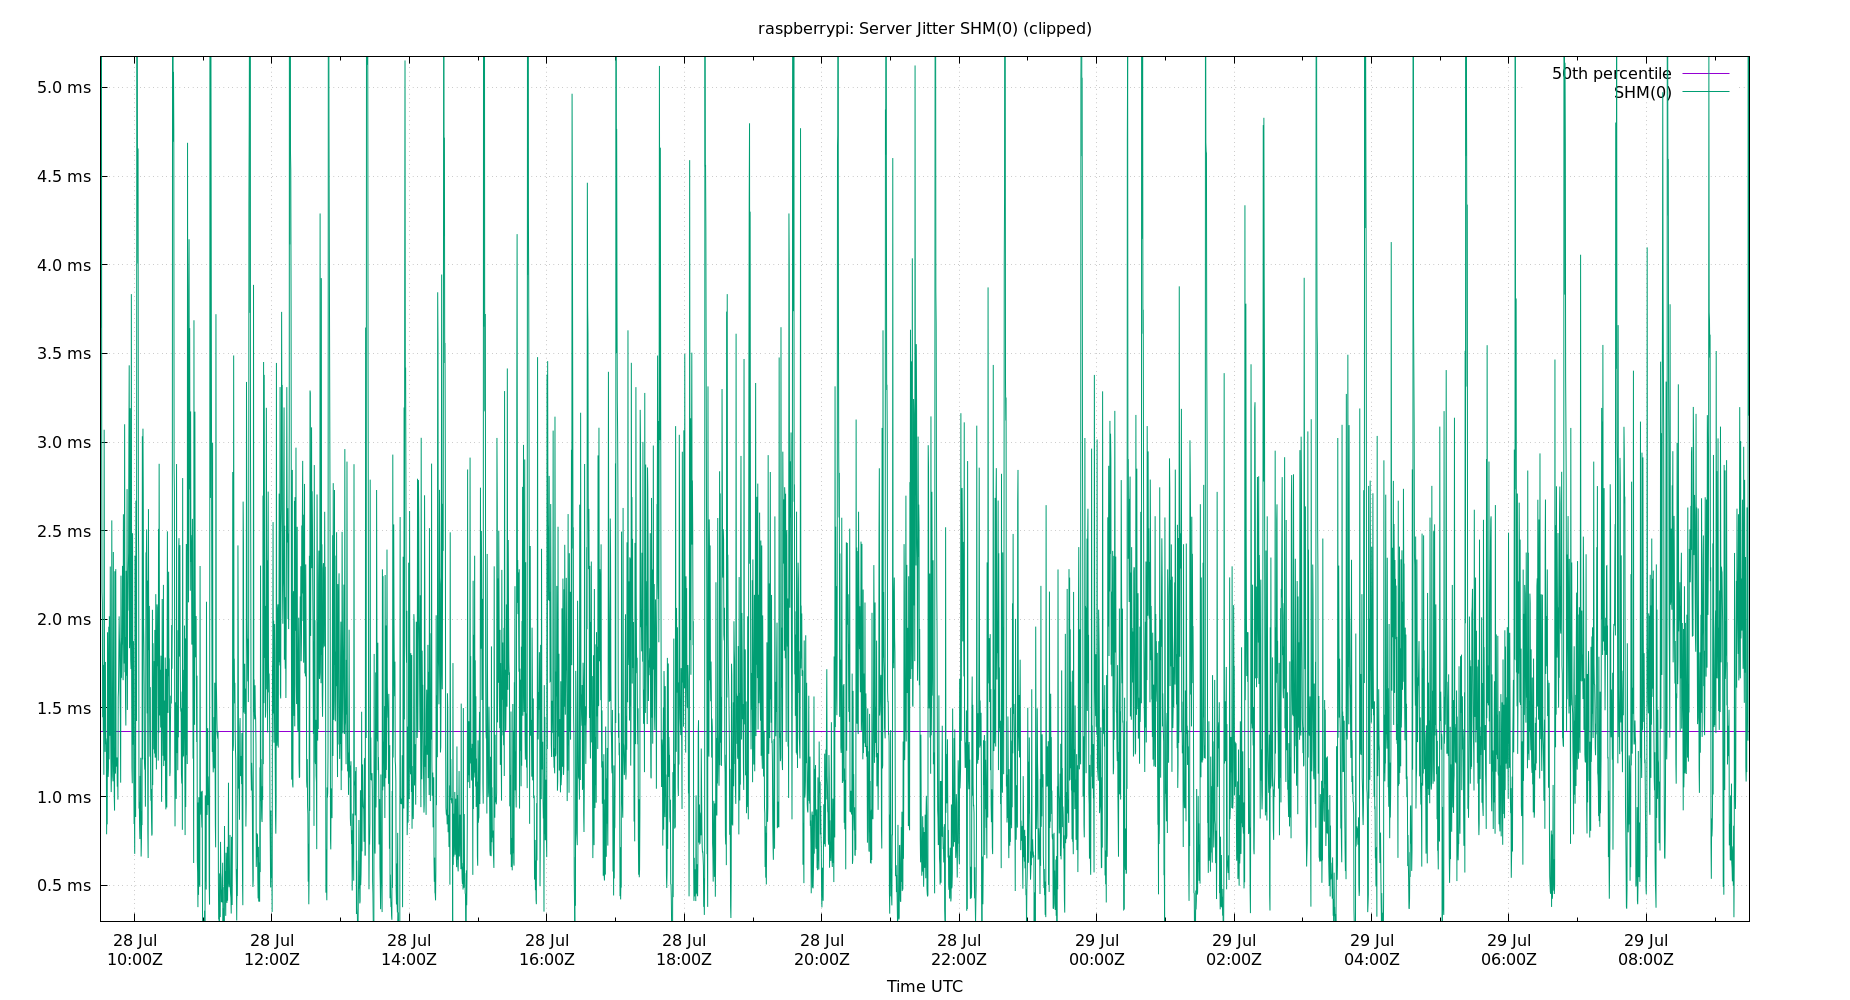 raspberrypi: Server Jitter SHM(0) (clipped)
50th percentile
SHM(0)
5.0 ms
4.5 ms
4.0 ms
3.5 ms
3.0 ms
2.5 ms
2.0 ms
1.5 ms
1.0 ms
0.5 ms
28 Jul 28 Jul 28 Jul 28 Jul 28 Jul 28 Jul 28 Jul 29 Jul 29 Jul 29 Jul 29 Jul 29 Jul
10:00Z 12:00Z 14:00Z 16:00Z 18:00Z 20:00Z 22:00Z 00:00Z 02:00Z 04:00Z 06:00Z 08:00Z
Time UTC